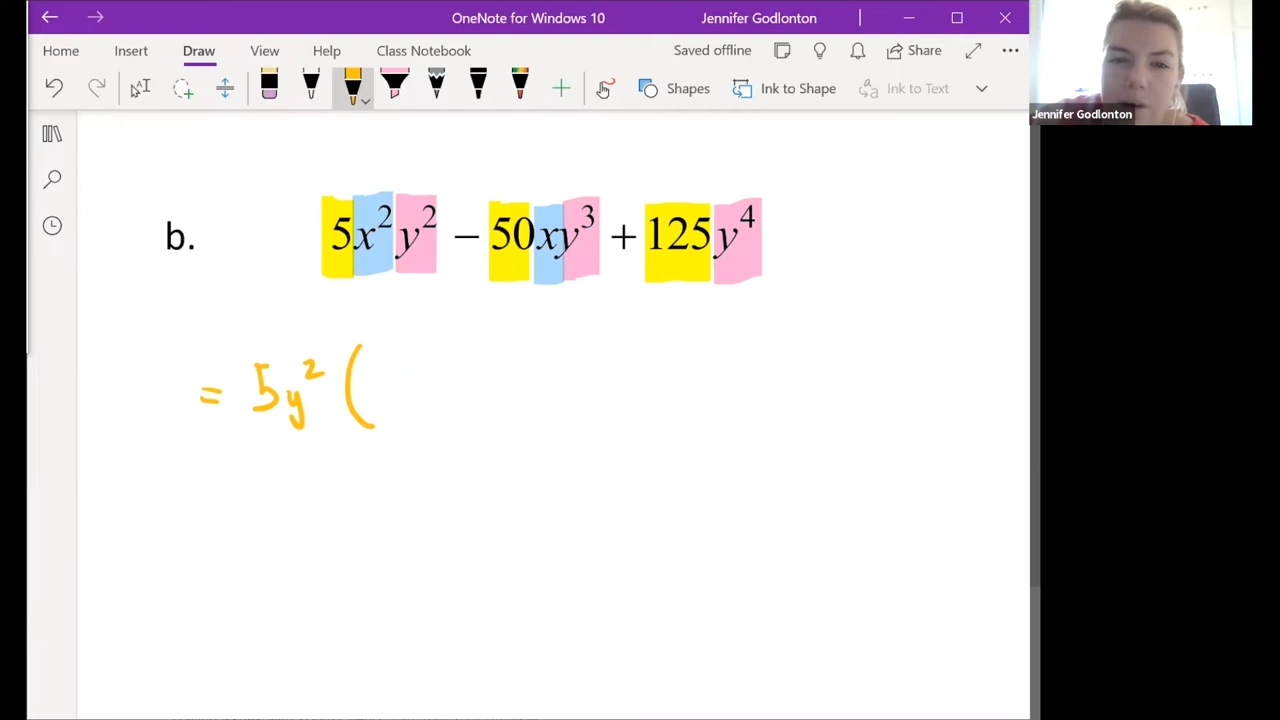 OneNote for Windows 10
Jennifer Godlonton
Home Insert Draw View Help Class Notebook
Saved offline
Share
Shapes
Ink to Shape
Ink to Text
Jennifer Godlonton
b. 5x²y² − 50xy³ + 125y⁴
= 5y² (